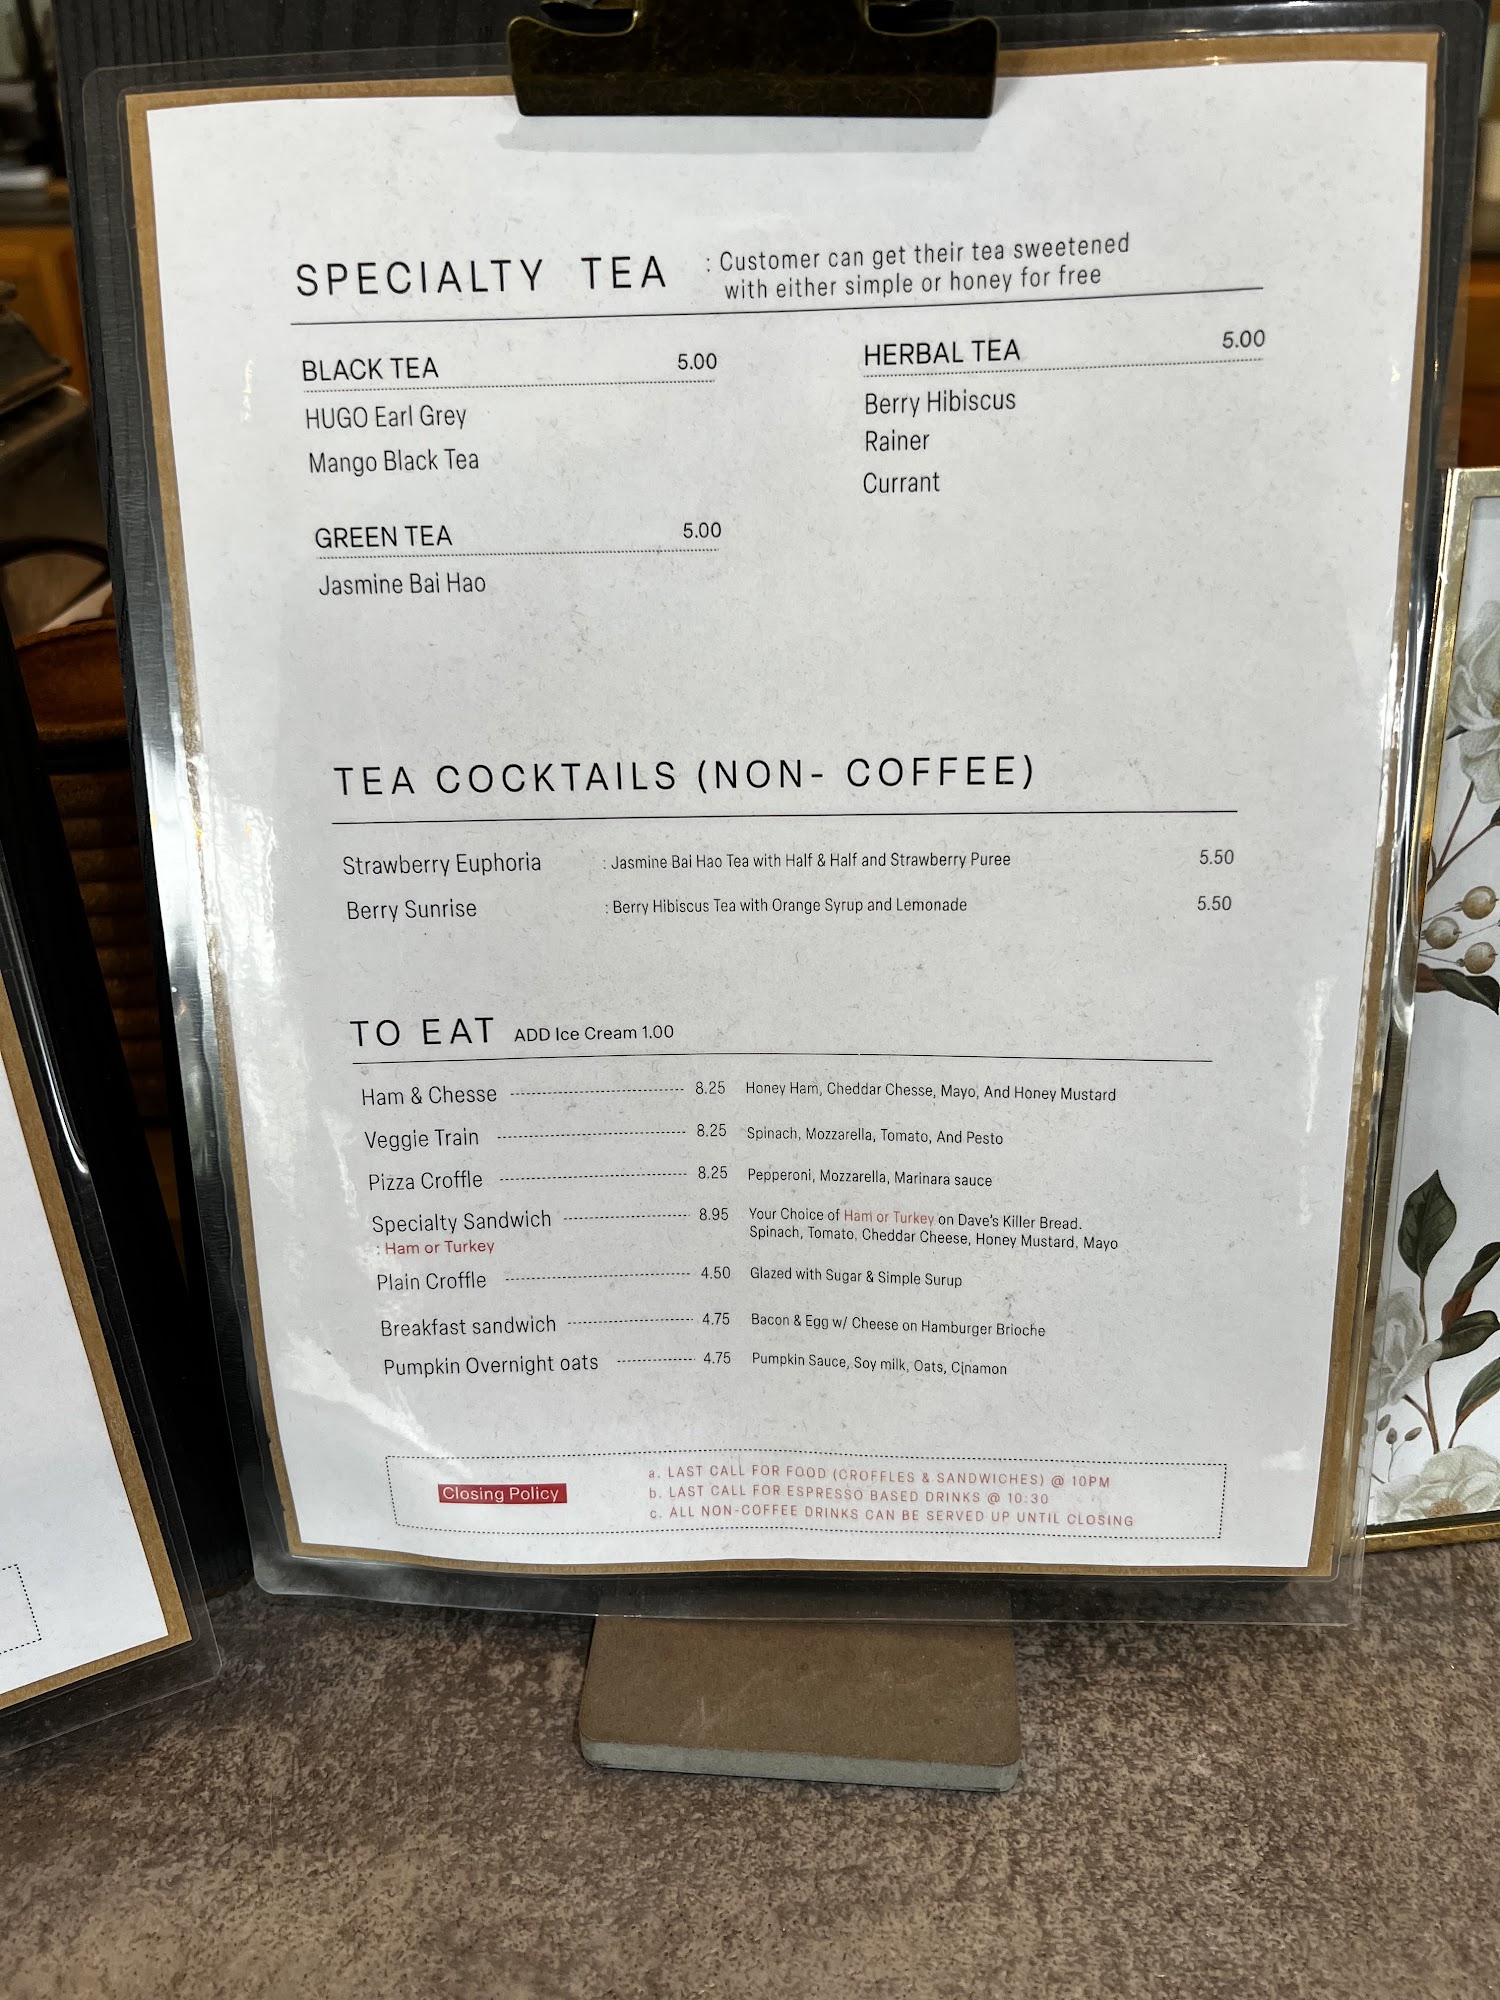 SPECIALTY TEA : Customer can get their tea sweetened
with either simple or honey for free
BLACK TEA 5.00
HUGO Earl Grey
Mango Black Tea
GREEN TEA 5.00
Jasmine Bai Hao
HERBAL TEA 5.00
Berry Hibiscus
Rainer
Currant
TEA COCKTAILS (NON- COFFEE)
Strawberry Euphoria : Jasmine Bai Hao Tea with Half & Half and Strawberry Puree 5.50
Berry Sunrise : Berry Hibiscus Tea with Orange Syrup and Lemonade 5.50
TO EAT ADD Ice Cream 1.00
Ham & Chesse 8.25 Honey Ham, Cheddar Chesse, Mayo, And Honey Mustard
Veggie Train 8.25 Spinach, Mozzarella, Tomato, And Pesto
Pizza Croffle 8.25 Pepperoni, Mozzarella, Marinara sauce
Specialty Sandwich 8.95 Your Choice of Ham or Turkey on Dave's Killer Bread.
: Ham or Turkey Spinach, Tomato, Cheddar Cheese, Honey Mustard, Mayo
Plain Croffle 4.50 Glazed with Sugar & Simple Surup
Breakfast sandwich 4.75 Bacon & Egg w/ Cheese on Hamburger Brioche
Pumpkin Overnight oats 4.75 Pumpkin Sauce, Soy milk, Oats, Cinamon
Closing Policy
a. LAST CALL FOR FOOD (CROFFLES & SANDWICHES) @ 10PM
b. LAST CALL FOR ESPRESSO BASED DRINKS @ 10:30
c. ALL NON-COFFEE DRINKS CAN BE SERVED UP UNTIL CLOSING